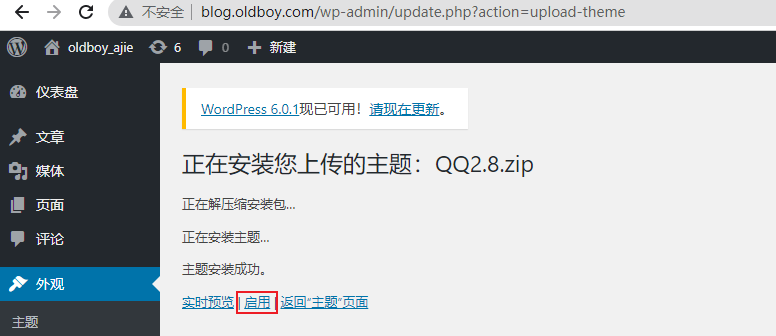 不安全 | blog.oldboy.com/wp-admin/update.php?action=upload-theme
oldboy_ajie 6 0 新建
仪表盘
文章
媒体
页面
评论
外观
主题
WordPress 6.0.1现已可用！请现在更新。
正在安装您上传的主题：QQ2.8.zip
正在解压缩安装包…
正在安装主题…
主题安装成功。
实时预览 | 启用 | 返回“主题”页面